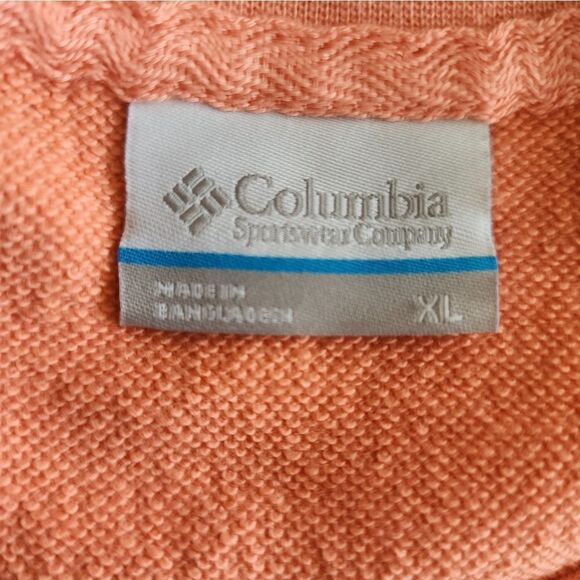 Columbia
Sportswear Company
MADE IN
BANGLADESH
XL